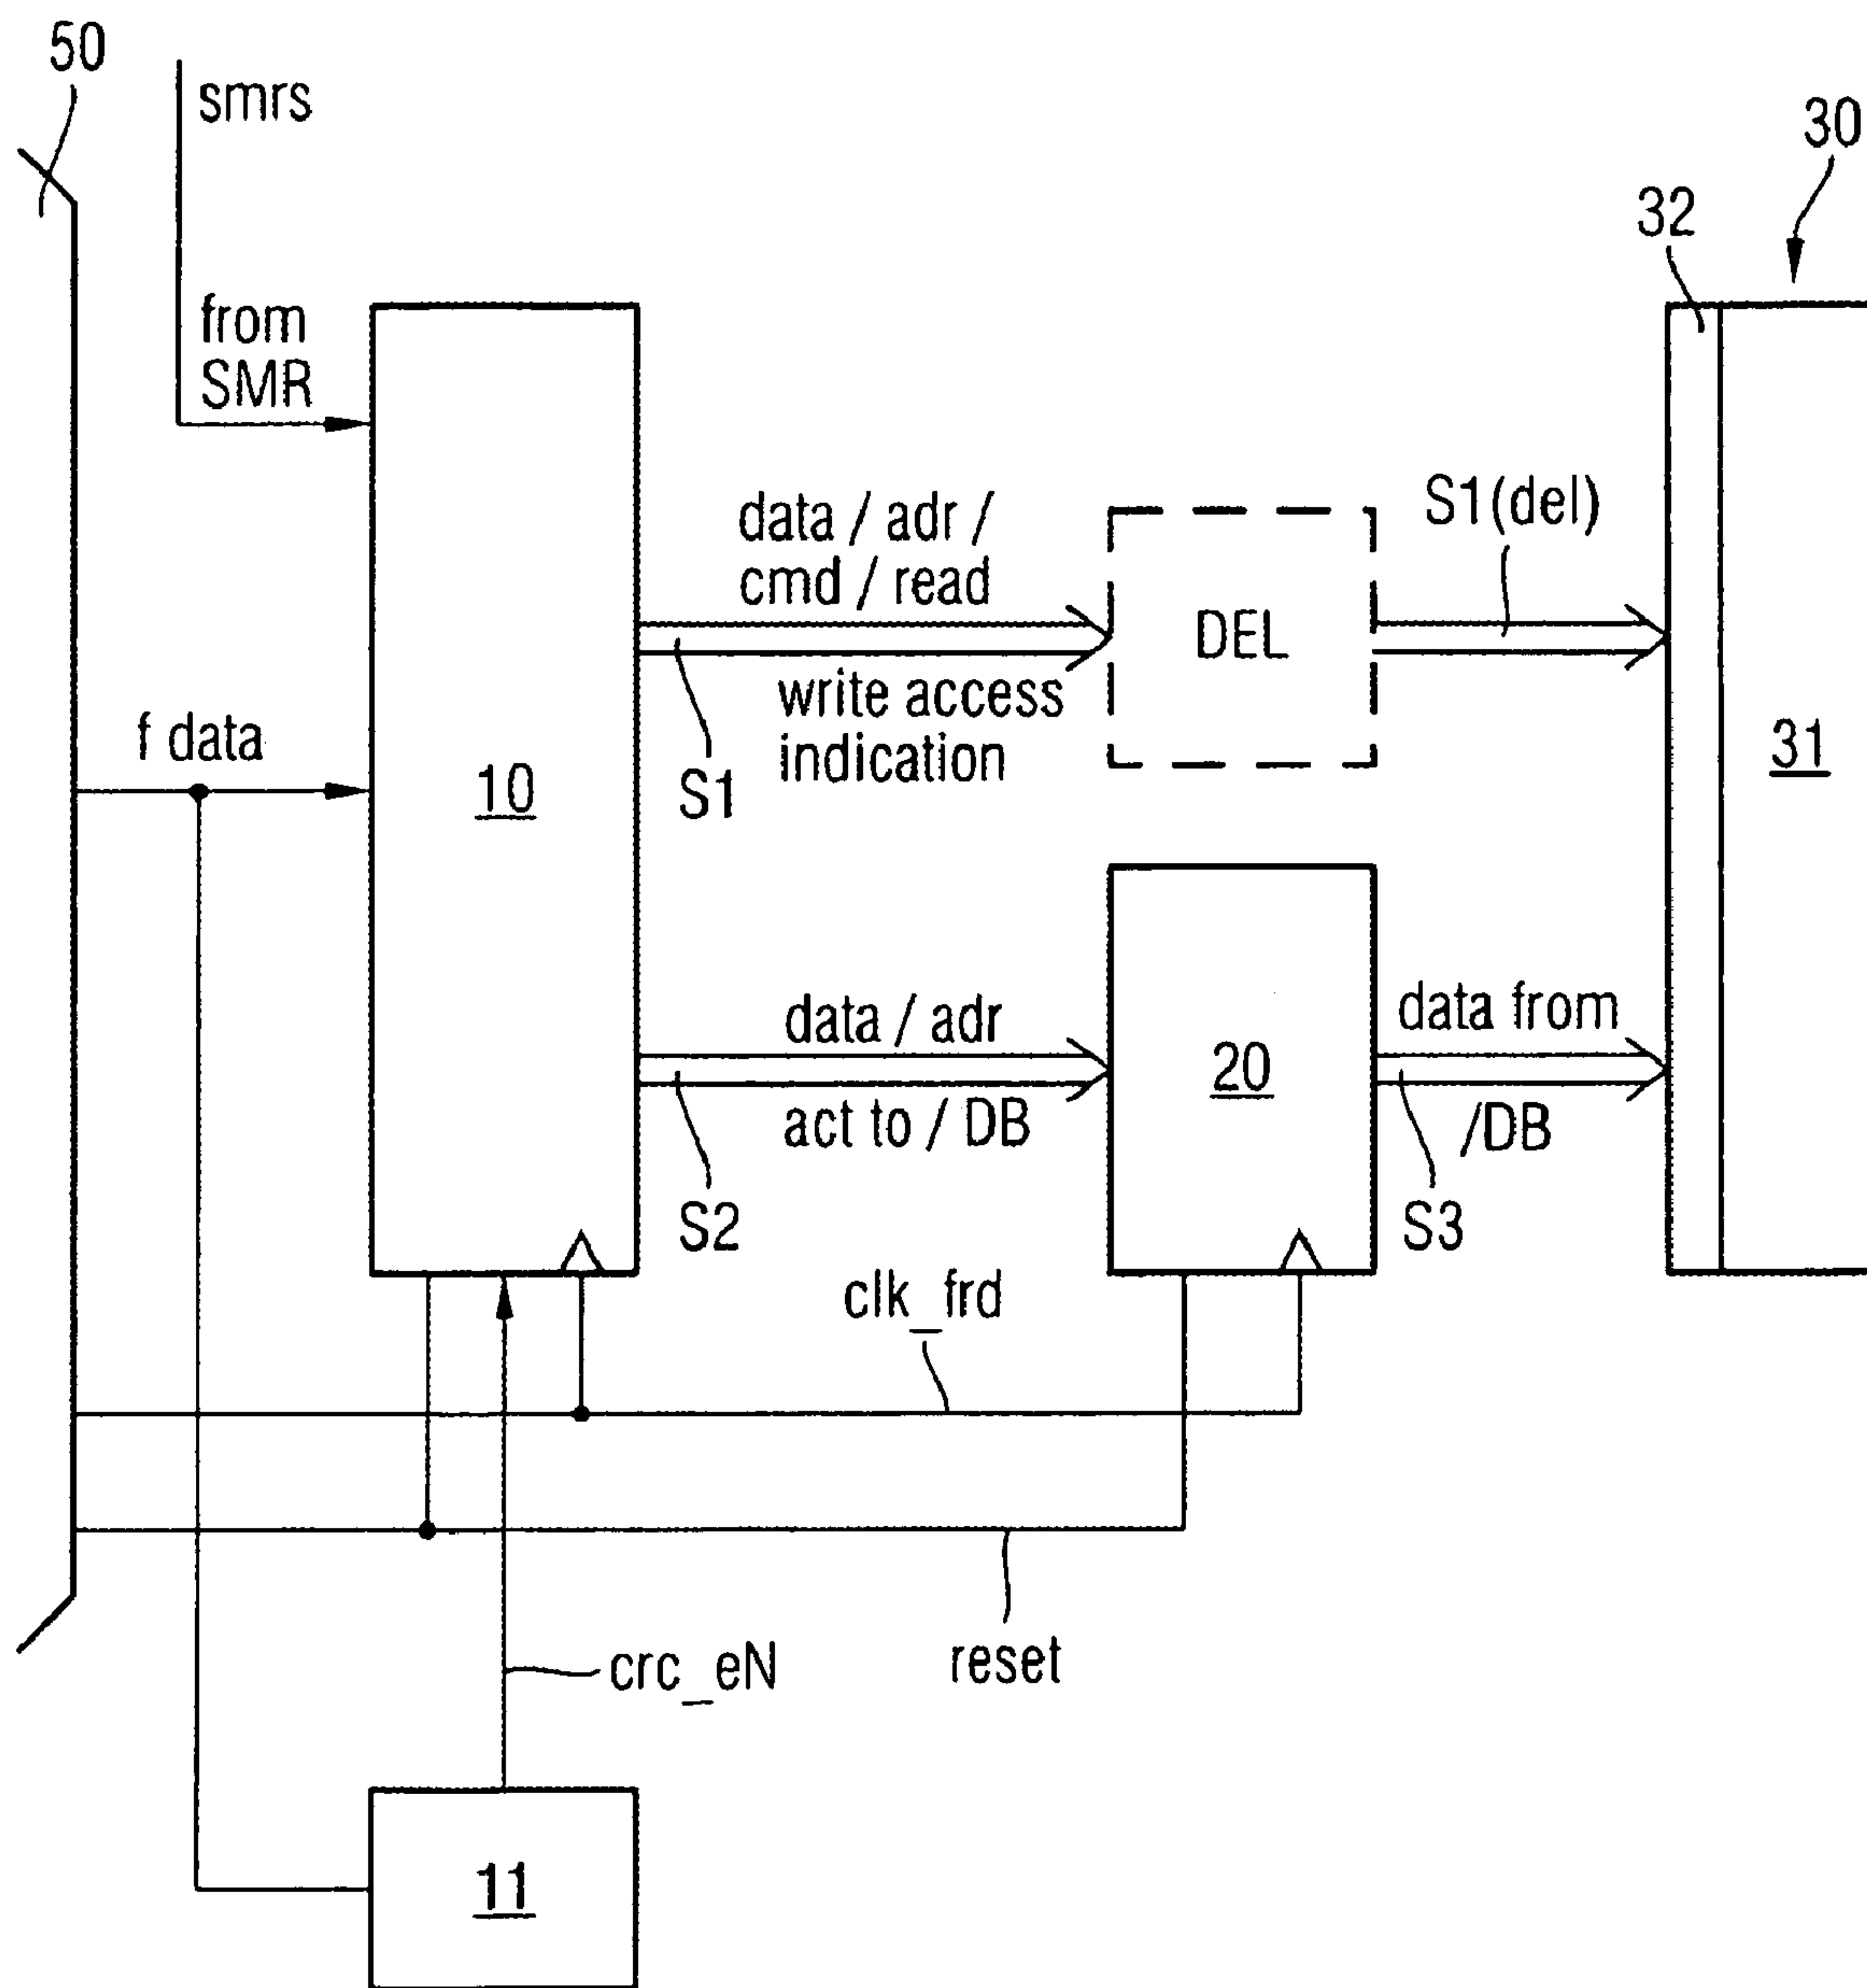 50
smrs
30
32
from
SMR
data / adr /
cmd / read
S1(del)
DEL
write access
indication
f data
S1
10
31
data / adr
data from
20
act to / DB
/DB
S2
S3
clk_frd
crc_eN
reset
11